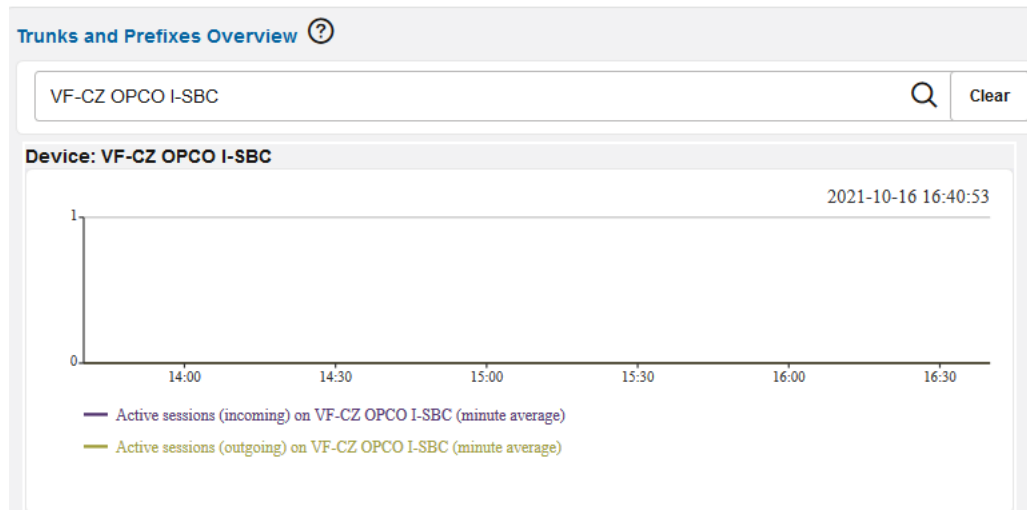 Trunks and Prefixes Overview ?
VF-CZ OPCO I-SBC Clear
Device: VF-CZ OPCO I-SBC
2021-10-16 16:40:53
1
0
14:00 14:30 15:00 15:30 16:00 16:30
Active sessions (incoming) on VF-CZ OPCO I-SBC (minute average)
Active sessions (outgoing) on VF-CZ OPCO I-SBC (minute average)